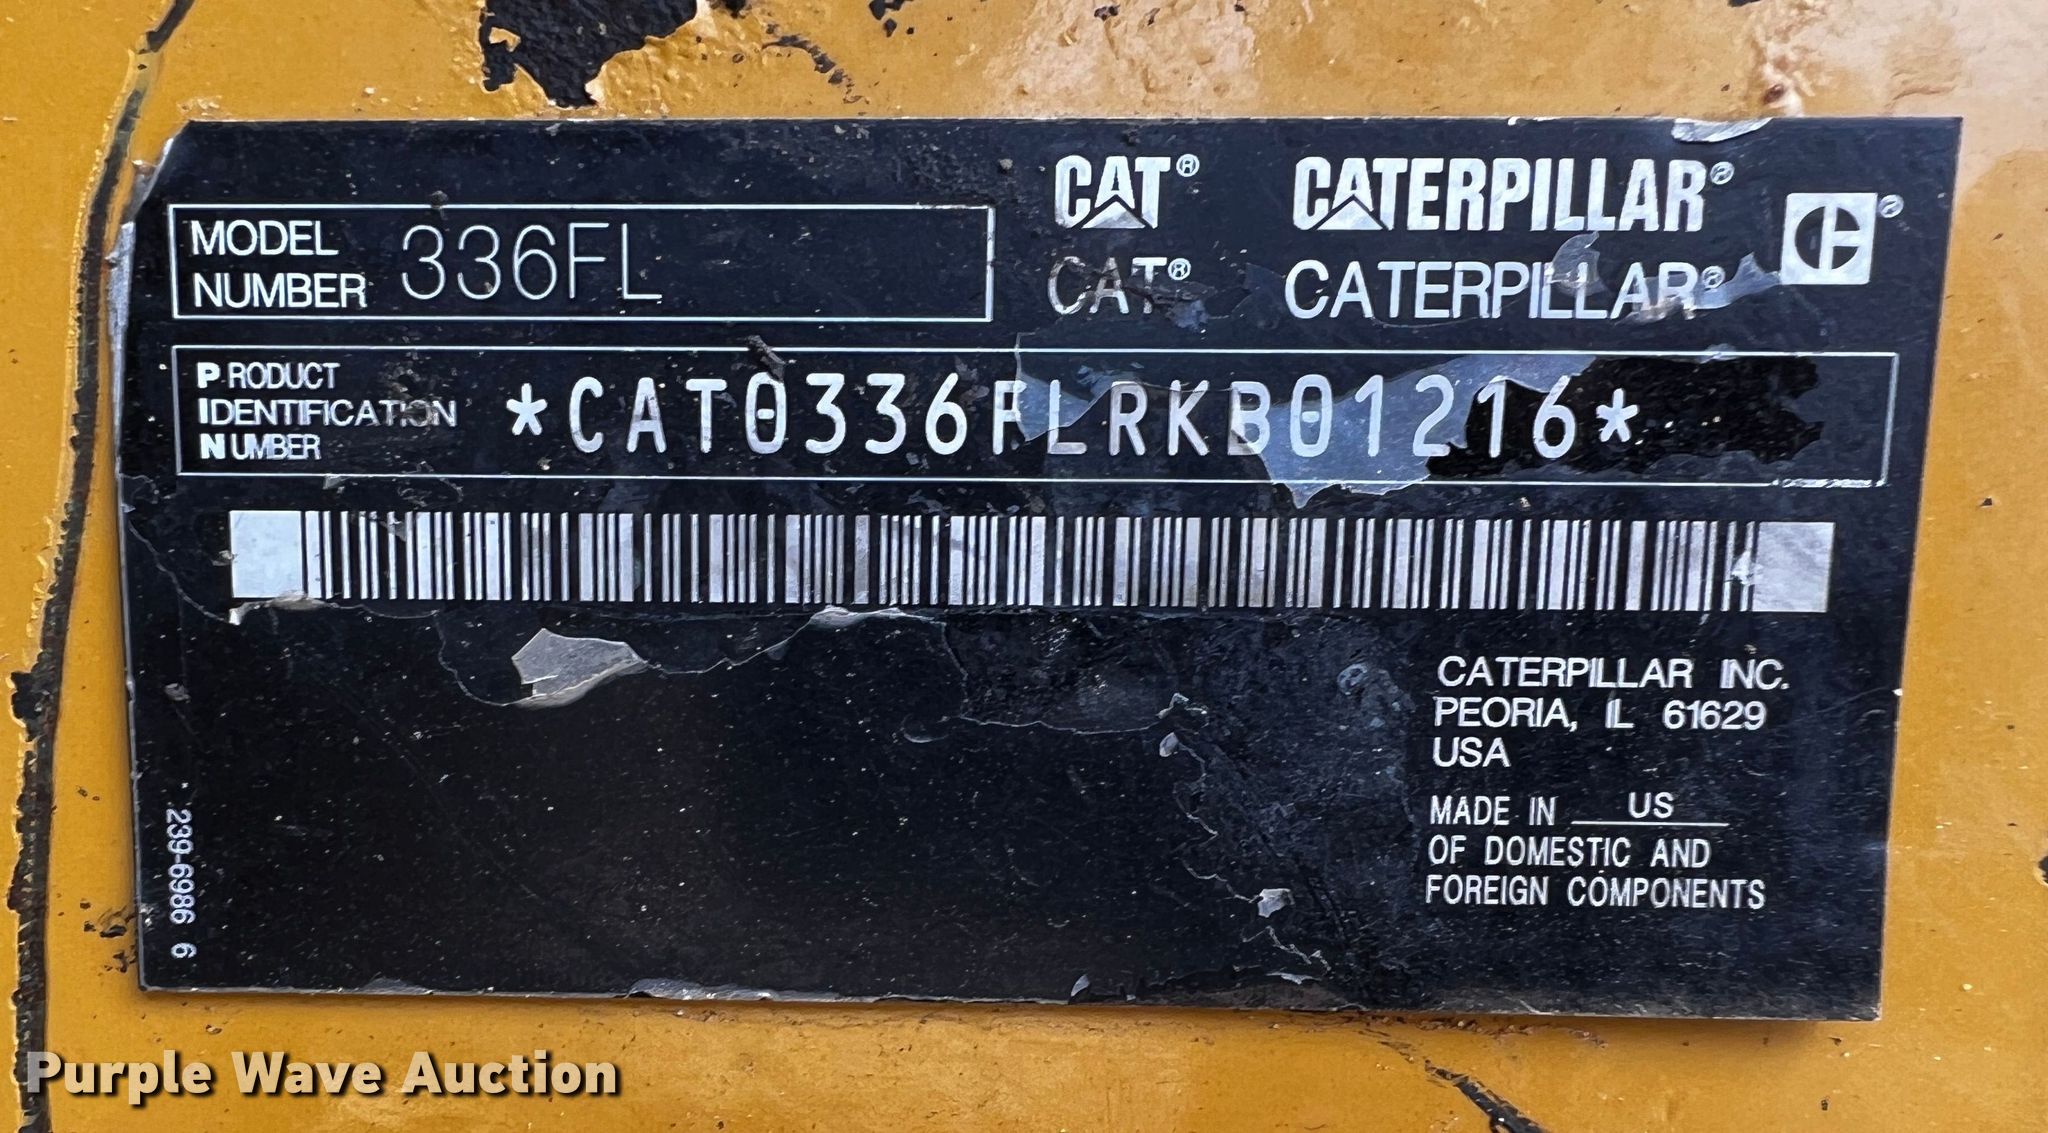 MODEL NUMBER 336FL
CAT® CATERPILLAR® ®
CAT® CATERPILLAR®
PRODUCT
IDENTIFICATION
NUMBER
*CAT0336FLRKB01216*
CATERPILLAR INC.
PEORIA, IL 61629
USA
MADE IN US
OF DOMESTIC AND
FOREIGN COMPONENTS
239-6986 6
Purple Wave Auction